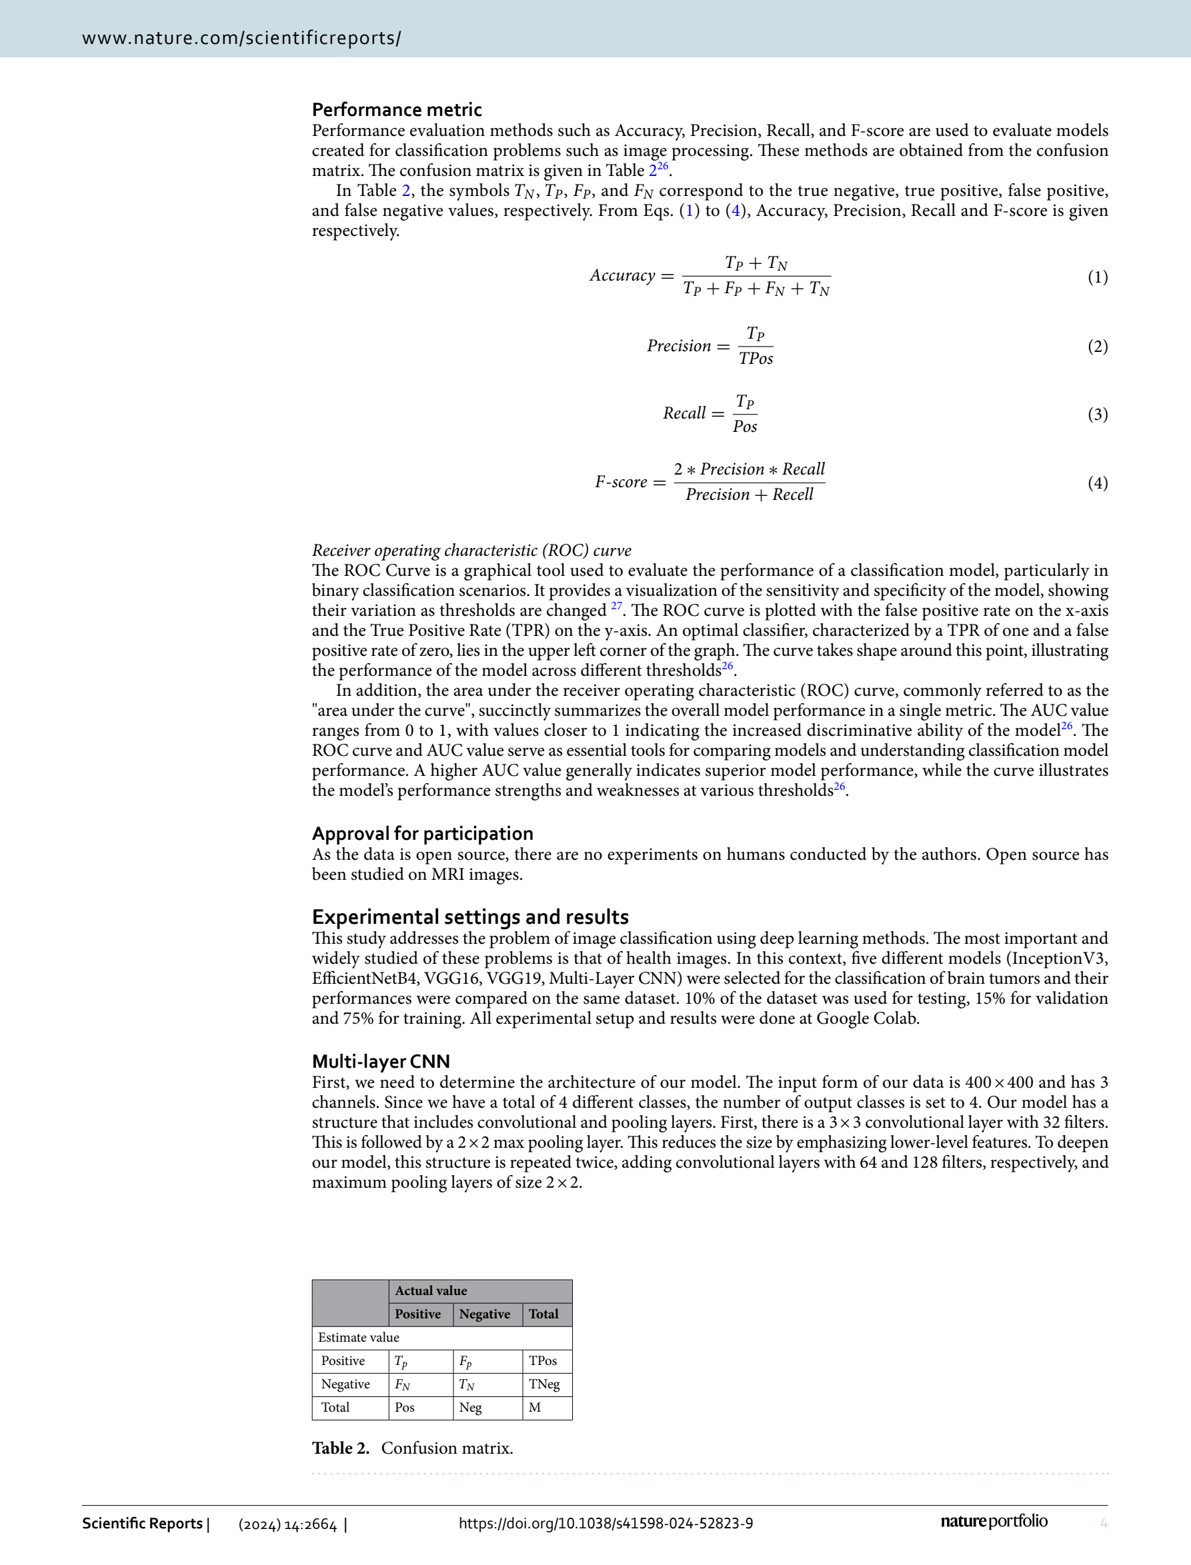 www.nature.com/scientificreports/
Performance metric
Performance evaluation methods such as Accuracy, Precision, Recall, and F-score are used to evaluate models
created for classification problems such as image processing. These methods are obtained from the confusion
matrix. The confusion matrix is given in Table 2²⁶.
In Table 2, the symbols T_N, T_P, F_P, and F_N correspond to the true negative, true positive, false positive,
and false negative values, respectively. From Eqs. (1) to (4), Accuracy, Precision, Recall and F-score is given
respectively.
Accuracy = (T_P + T_N) / (T_P + F_P + F_N + T_N) (1)
Precision = T_P / TPos (2)
Recall = T_P / Pos (3)
F-score = (2 ∗ Precision ∗ Recall) / (Precision + Recell) (4)
Receiver operating characteristic (ROC) curve
The ROC Curve is a graphical tool used to evaluate the performance of a classification model, particularly in
binary classification scenarios. It provides a visualization of the sensitivity and specificity of the model, showing
their variation as thresholds are changed ²⁷. The ROC curve is plotted with the false positive rate on the x-axis
and the True Positive Rate (TPR) on the y-axis. An optimal classifier, characterized by a TPR of one and a false
positive rate of zero, lies in the upper left corner of the graph. The curve takes shape around this point, illustrating
the performance of the model across different thresholds²⁶.
In addition, the area under the receiver operating characteristic (ROC) curve, commonly referred to as the
"area under the curve", succinctly summarizes the overall model performance in a single metric. The AUC value
ranges from 0 to 1, with values closer to 1 indicating the increased discriminative ability of the model²⁶. The
ROC curve and AUC value serve as essential tools for comparing models and understanding classification model
performance. A higher AUC value generally indicates superior model performance, while the curve illustrates
the model’s performance strengths and weaknesses at various thresholds²⁶.
Approval for participation
As the data is open source, there are no experiments on humans conducted by the authors. Open source has
been studied on MRI images.
Experimental settings and results
This study addresses the problem of image classification using deep learning methods. The most important and
widely studied of these problems is that of health images. In this context, five different models (InceptionV3,
EfficientNetB4, VGG16, VGG19, Multi-Layer CNN) were selected for the classification of brain tumors and their
performances were compared on the same dataset. 10% of the dataset was used for testing, 15% for validation
and 75% for training. All experimental setup and results were done at Google Colab.
Multi-layer CNN
First, we need to determine the architecture of our model. The input form of our data is 400 × 400 and has 3
channels. Since we have a total of 4 different classes, the number of output classes is set to 4. Our model has a
structure that includes convolutional and pooling layers. First, there is a 3 × 3 convolutional layer with 32 filters.
This is followed by a 2 × 2 max pooling layer. This reduces the size by emphasizing lower-level features. To deepen
our model, this structure is repeated twice, adding convolutional layers with 64 and 128 filters, respectively, and
maximum pooling layers of size 2 × 2.
Actual value
Positive Negative Total
Estimate value
Positive T_p F_p TPos
Negative F_N T_N TNeg
Total Pos Neg M
Table 2. Confusion matrix.
Scientific Reports | (2024) 14:2664 | https://doi.org/10.1038/s41598-024-52823-9 natureportfolio 4